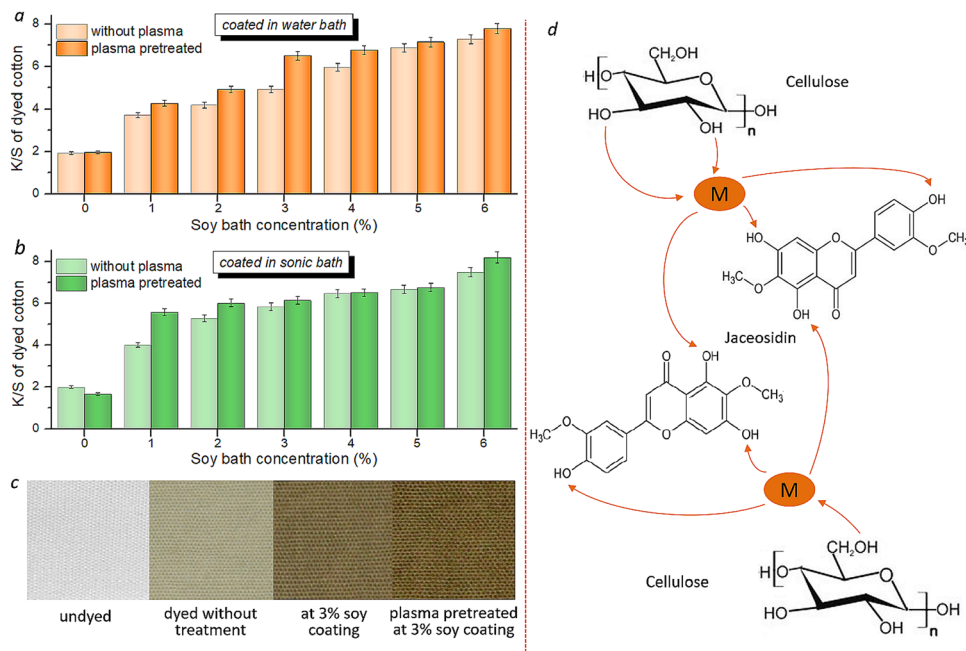 a
without plasma
plasma pretreated
coated in water bath
K/S of dyed cotton
8
6
4
2
0
0 1 2 3 4 5 6
Soy bath concentration (%)
b
without plasma
plasma pretreated
coated in sonic bath
K/S of dyed cotton
8
6
4
2
0
0 1 2 3 4 5 6
Soy bath concentration (%)
c
undyed
dyed without
treatment
at 3% soy
coating
plasma pretreated
at 3% soy coating
d
CH2OH
H
O
O
HO
OH
OH
n
Cellulose
M
OH
HO
O
O
CH3
H3C
O
OH
O
Jaceosidin
O
OH
O
CH3
H3C
O
O
OH
HO
M
Cellulose
CH2OH
H
O
O
HO
OH
OH
n